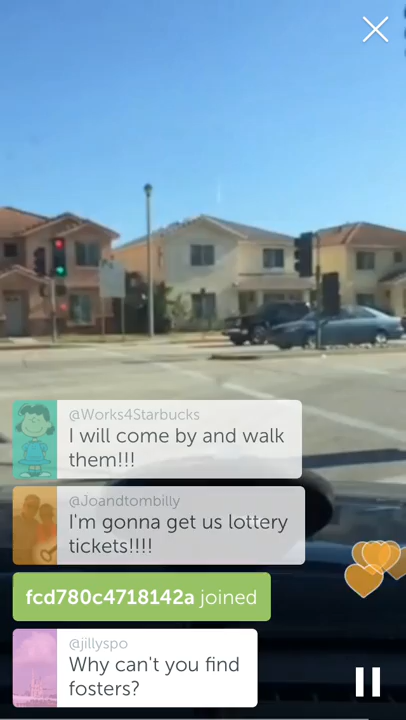 @Works4Starbucks
I will come by and walk
them!!!
@Joandtombilly
I'm gonna get us lottery
tickets!!!!
fcd780c4718142a joined
@jillyspo
Why can't you find
fosters?